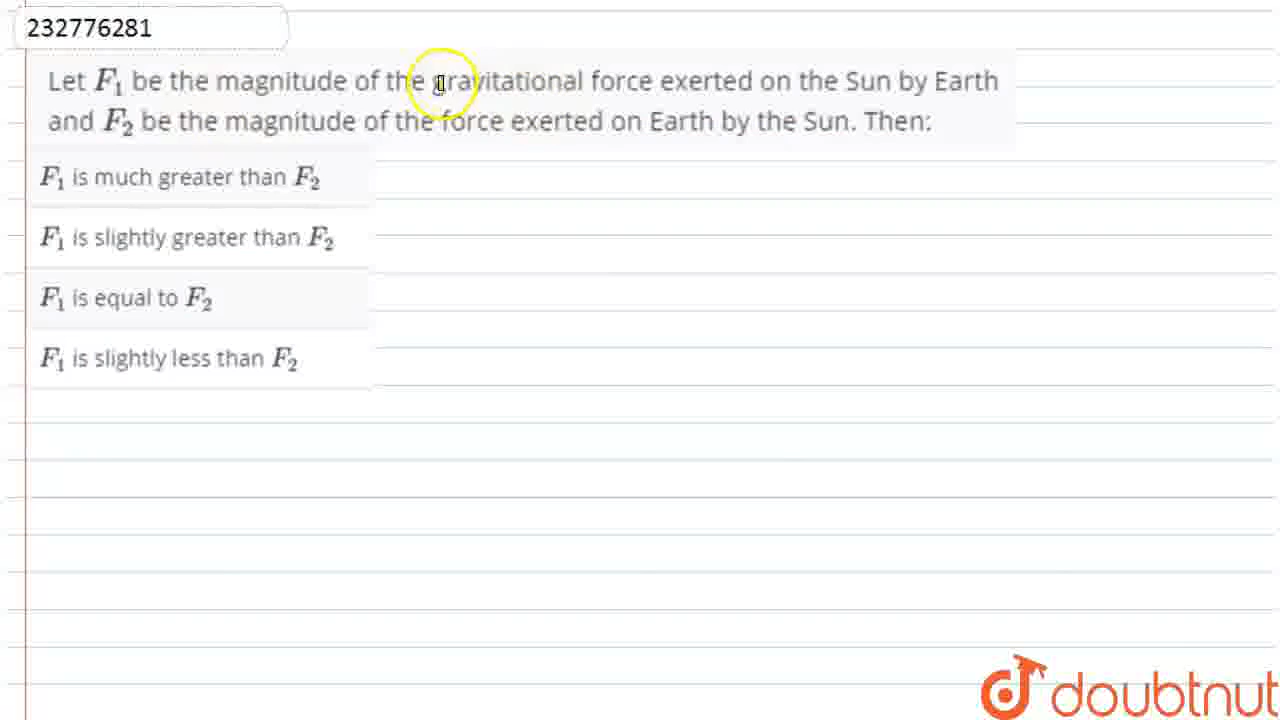 232776281
Let F₁ be the magnitude of the gravitational force exerted on the Sun by Earth
and F₂ be the magnitude of the force exerted on Earth by the Sun. Then:
F₁ is much greater than F₂
F₁ is slightly greater than F₂
F₁ is equal to F₂
F₁ is slightly less than F₂
doubtnut